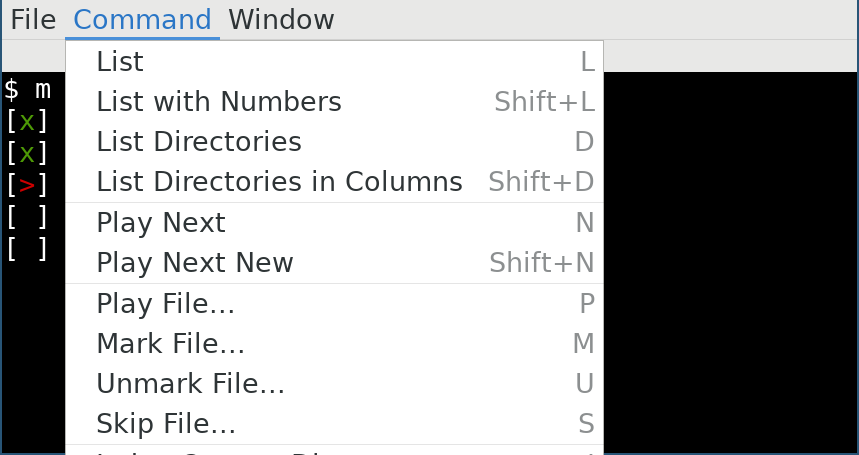 File Command Window
List L
List with Numbers Shift+L
List Directories D
List Directories in Columns Shift+D
Play Next N
Play Next New Shift+N
Play File... P
Mark File... M
Unmark File... U
Skip File... S
$ m
[x]
[x]
[>]
[ ]
[ ]